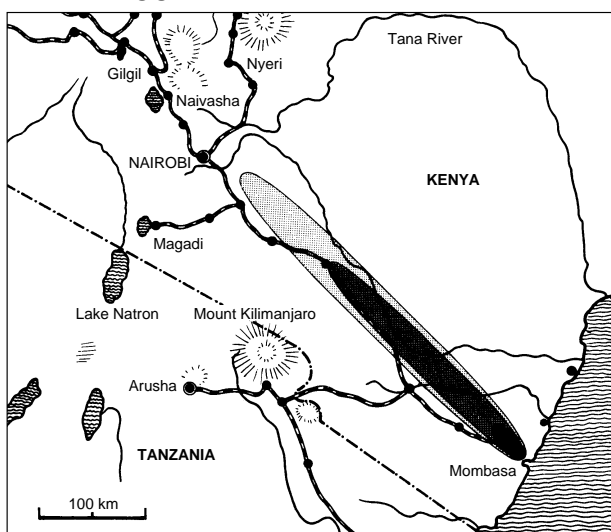 Tana River
Nyeri
Gilgil
Naivasha
NAIROBI
KENYA
Magadi
Lake Natron
Mount Kilimanjaro
Arusha
TANZANIA
Mombasa
100 km